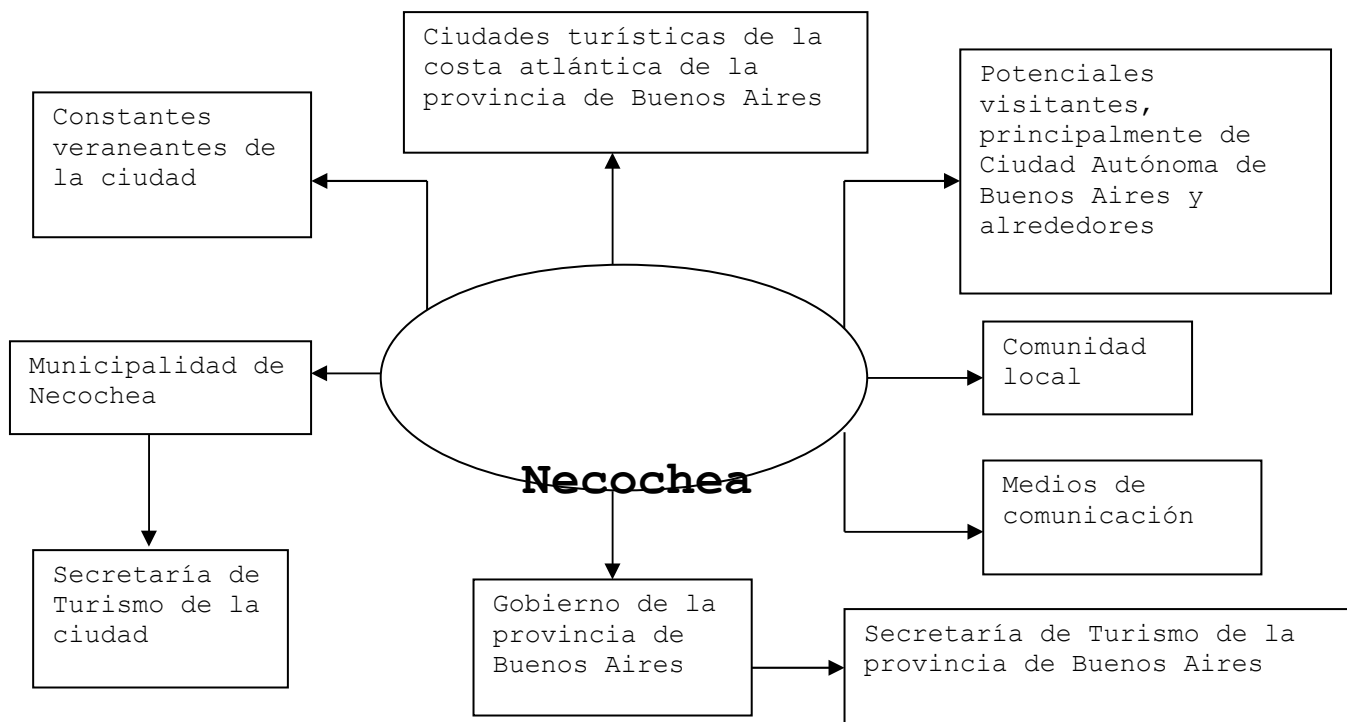 Ciudades turísticas de la
costa atlántica de la
provincia de Buenos Aires
Constantes
veraneantes de
la ciudad
Potenciales
visitantes,
principalmente de
Ciudad Autónoma de
Buenos Aires y
alrededores
Municipalidad de
Necochea
Comunidad
local
Necochea
Medios de
comunicación
Secretaría de
Turismo de la
ciudad
Gobierno de la
provincia de
Buenos Aires
Secretaría de Turismo de la
provincia de Buenos Aires